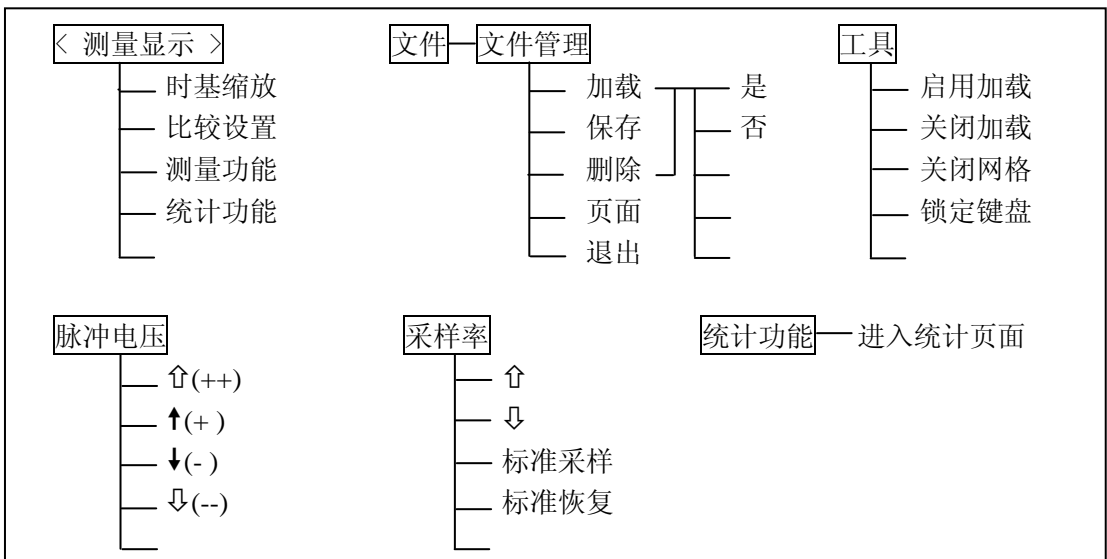 < 测量显示 >
时基缩放
比较设置
测量功能
统计功能
文件 文件管理
加载
保存
删除
页面
退出
是
否
工具
启用加载
关闭加载
关闭网格
锁定键盘
脉冲电压
⇧(++)
↑(+ )
↓(- )
⇩(--)
采样率
⇧
⇩
标准采样
标准恢复
统计功能 进入统计页面